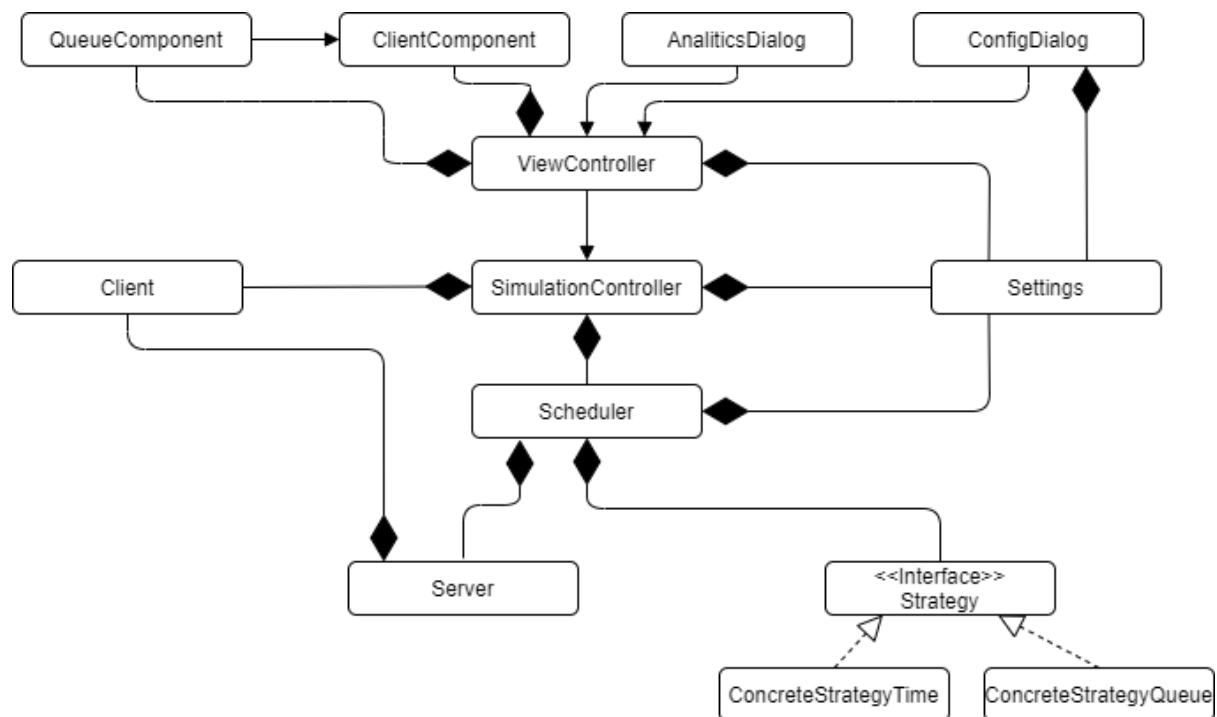 QueueComponent
ClientComponent
AnaliticsDialog
ConfigDialog
ViewController
Client
SimulationController
Settings
Scheduler
Server
<<Interface>>
Strategy
ConcreteStrategyTime
ConcreteStrategyQueue